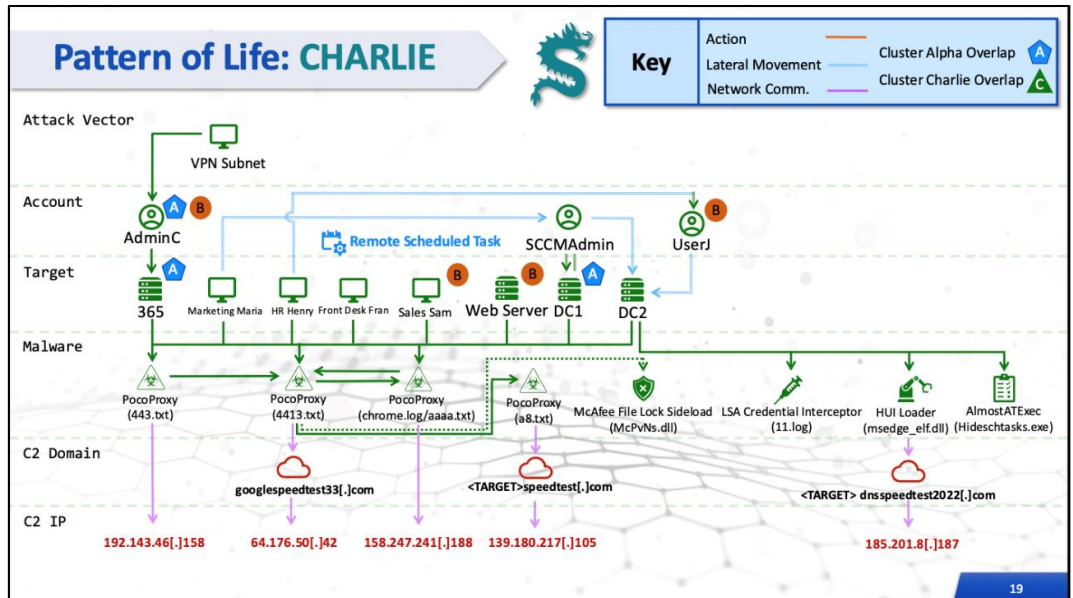 Pattern of Life: CHARLIE
Key
Action
Lateral Movement
Network Comm.
Cluster Alpha Overlap
A
Cluster Charlie Overlap
C
Attack Vector
VPN Subnet
Account
A B
B
AdminC
Remote Scheduled Task
SCCMAdmin
UserJ
Target
A
B
B
A
365
Marketing Maria
HR Henry
Front Desk Fran
Sales Sam
Web Server
DC1
DC2
Malware
PocoProxy
(443.txt)
PocoProxy
(4413.txt)
PocoProxy
(chrome.log/aaaa.txt)
PocoProxy
(a8.txt)
McAfee File Lock Sideload
(McPvNs.dll)
LSA Credential Interceptor
(11.log)
HUI Loader
(msedge_elf.dll)
AlmostATExec
(Hideschtasks.exe)
C2 Domain
googlespeedtest33[.]com
<TARGET>speedtest[.]com
<TARGET> dnsspeedtest2022[.]com
C2 IP
192.143.46[.]158
64.176.50[.]42
158.247.241[.]188
139.180.217[.]105
185.201.8[.]187
19